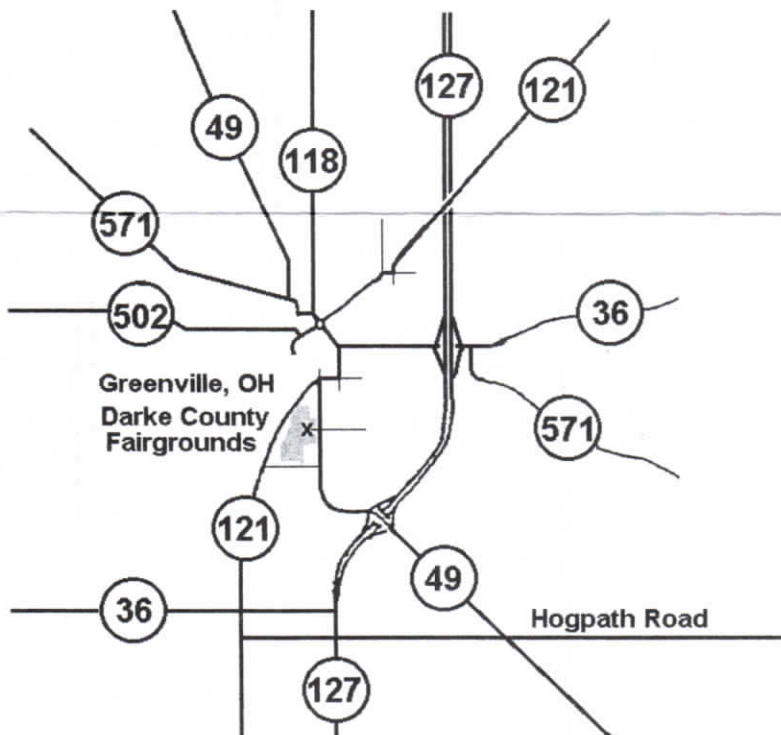 127
121
49
118
571
502
36
Greenville, OH
Darke County
Fairgrounds
X
571
121
49
36
Hogpath Road
127